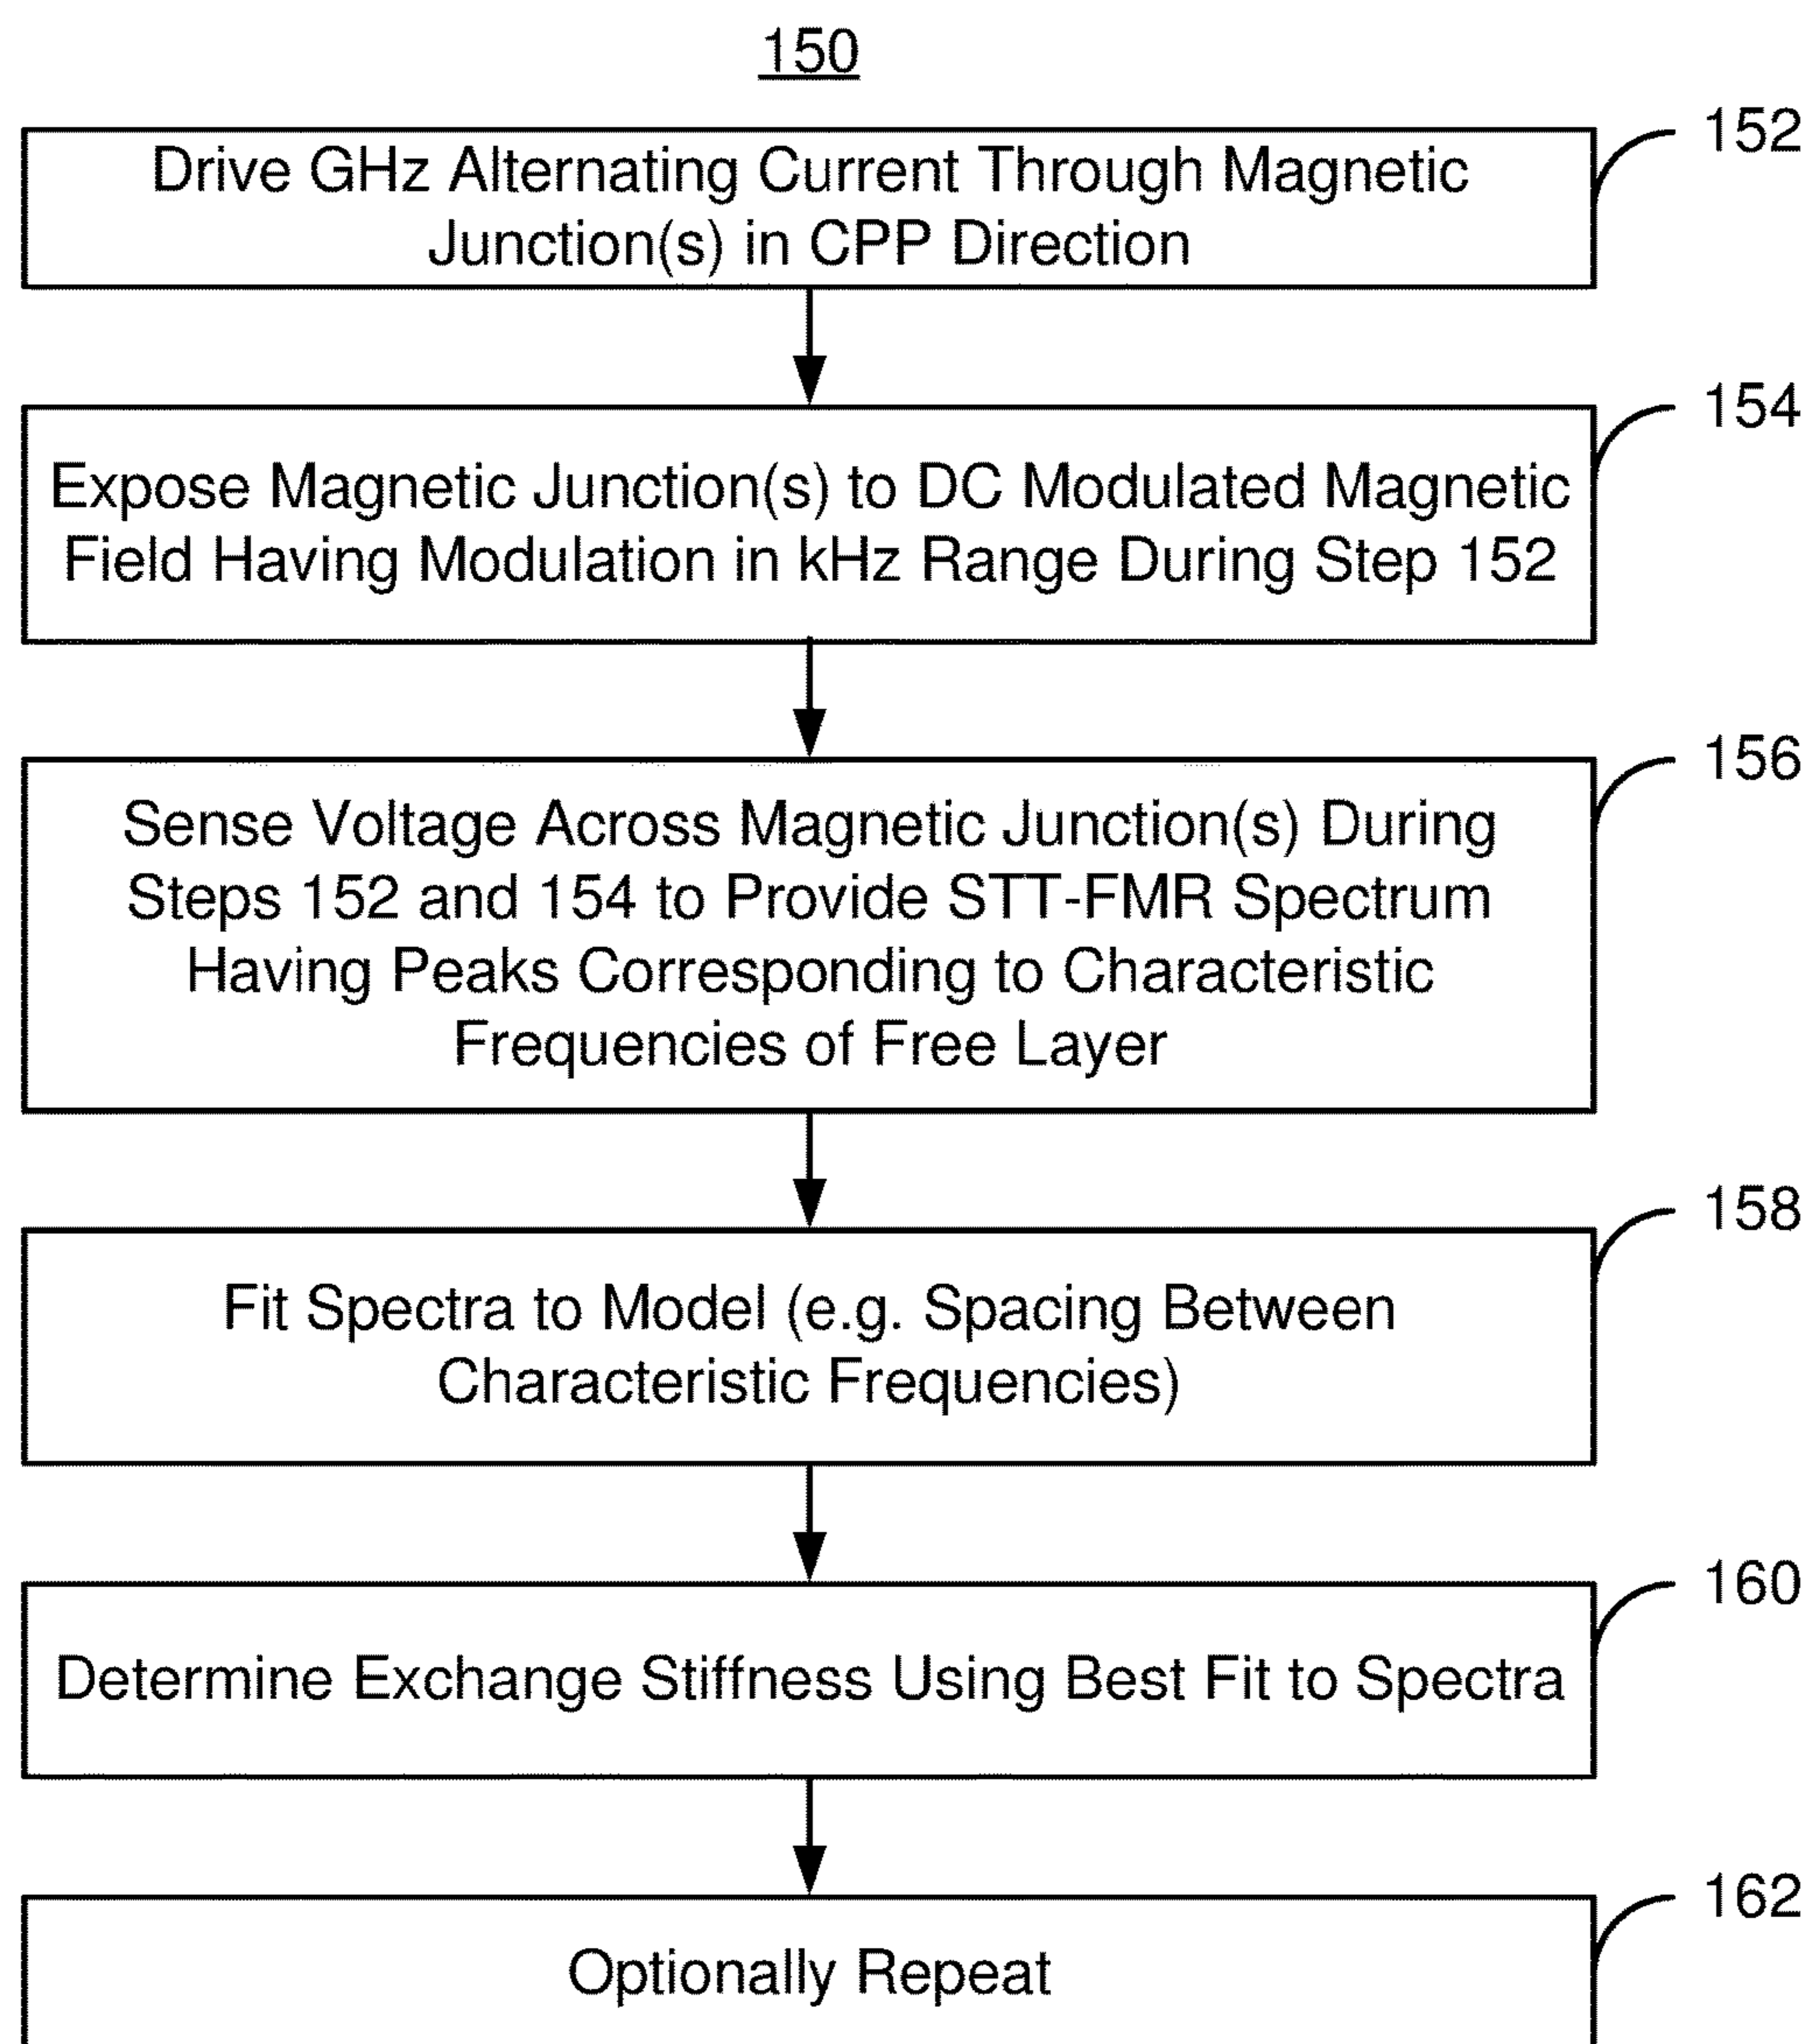 150
152
Drive GHz Alternating Current Through Magnetic
Junction(s) in CPP Direction
154
Expose Magnetic Junction(s) to DC Modulated Magnetic
Field Having Modulation in kHz Range During Step 152
156
Sense Voltage Across Magnetic Junction(s) During
Steps 152 and 154 to Provide STT-FMR Spectrum
Having Peaks Corresponding to Characteristic
Frequencies of Free Layer
158
Fit Spectra to Model (e.g. Spacing Between
Characteristic Frequencies)
160
Determine Exchange Stiffness Using Best Fit to Spectra
162
Optionally Repeat